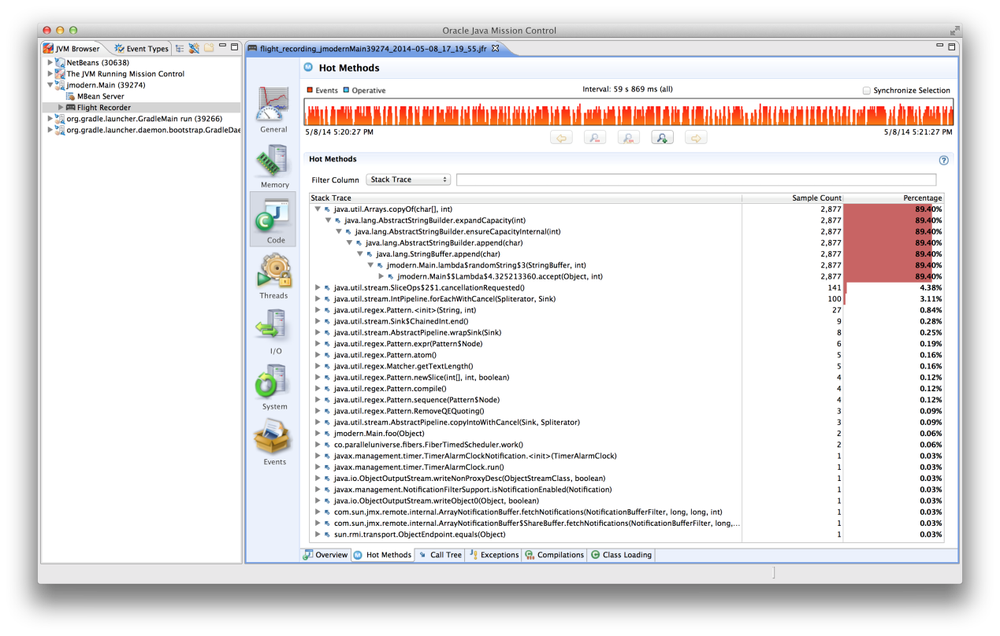 Oracle Java Mission Control
JVM Browser
Event Types
NetBeans (30638)
The JVM Running Mission Control
jmodern.Main (39274)
MBean Server
Flight Recorder
org.gradle.launcher.GradleMain run (39266)
org.gradle.launcher.daemon.bootstrap.GradleDae
flight_recording_jmodernMain39274_2014-05-08_17_19_55.jfr
General
Memory
Code
Threads
I/O
System
Events
Hot Methods
Events Operative Interval: 59 s 869 ms (all) Synchronize Selection
5/8/14 5:20:27 PM 5/8/14 5:21:27 PM
Hot Methods
Filter Column Stack Trace
Stack Trace Sample Count Percentage
java.util.Arrays.copyOf(char[], int) 2,877 89.40%
java.lang.AbstractStringBuilder.expandCapacity(int) 2,877 89.40%
java.lang.AbstractStringBuilder.ensureCapacityInternal(int) 2,877 89.40%
java.lang.AbstractStringBuilder.append(char) 2,877 89.40%
java.lang.StringBuffer.append(char) 2,877 89.40%
jmodern.Main.lambda$randomString$3(StringBuffer, int) 2,877 89.40%
jmodern.Main$$Lambda$4.325213360.accept(Object, int) 2,877 89.40%
java.util.stream.SliceOps$2$1.cancellationRequested() 141 4.38%
java.util.stream.IntPipeline.forEachWithCancel(Spliterator, Sink) 100 3.11%
java.util.regex.Pattern.<init>(String, int) 27 0.84%
java.util.stream.Sink$ChainedInt.end() 9 0.28%
java.util.stream.AbstractPipeline.wrapSink(Sink) 8 0.25%
java.util.regex.Pattern.expr(Pattern$Node) 6 0.19%
java.util.regex.Pattern.atom() 5 0.16%
java.util.regex.Matcher.getTextLength() 5 0.16%
java.util.regex.Pattern.newSlice(int[], int, boolean) 4 0.12%
java.util.regex.Pattern.compile() 4 0.12%
java.util.regex.Pattern.sequence(Pattern$Node) 4 0.12%
java.util.regex.Pattern.RemoveQEQuoting() 3 0.09%
java.util.stream.AbstractPipeline.copyIntoWithCancel(Sink, Spliterator) 3 0.09%
jmodern.Main.foo(Object) 2 0.06%
co.paralleluniverse.fibers.FiberTimedScheduler.work() 2 0.06%
javax.management.timer.TimerAlarmClockNotification.<init>(TimerAlarmClock) 1 0.03%
javax.management.timer.TimerAlarmClock.run() 1 0.03%
java.io.ObjectOutputStream.writeNonProxyDesc(ObjectStreamClass, boolean) 1 0.03%
javax.management.NotificationFilterSupport.isNotificationEnabled(Notification) 1 0.03%
java.io.ObjectOutputStream.writeObject0(Object, boolean) 1 0.03%
com.sun.jmx.remote.internal.ArrayNotificationBuffer.fetchNotifications(NotificationBufferFilter, long, long, int) 1 0.03%
com.sun.jmx.remote.internal.ArrayNotificationBuffer$ShareBuffer.fetchNotifications(NotificationBufferFilter, long,... 1 0.03%
sun.rmi.transport.ObjectEndpoint.equals(Object) 1 0.03%
Overview Hot Methods Call Tree Exceptions Compilations Class Loading